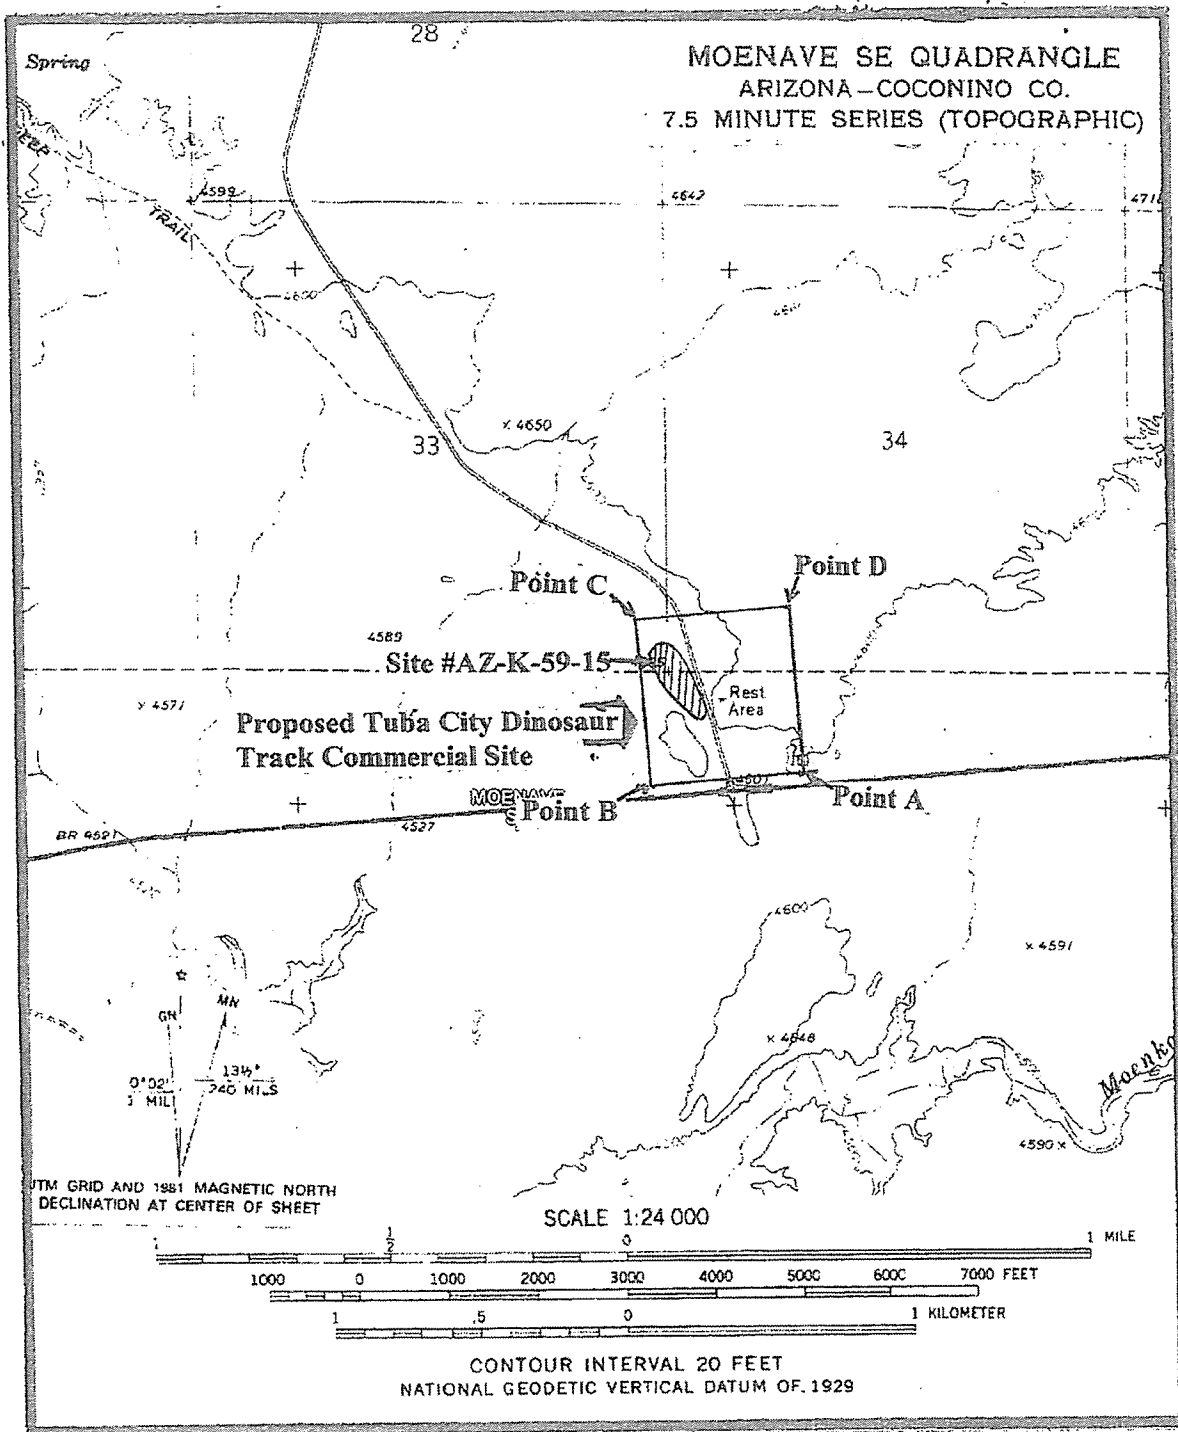 28
Spring
MOENAVE SE QUADRANGLE
ARIZONA—COCONINO CO.
7.5 MINUTE SERIES (TOPOGRAPHIC)
4599
4642
TRAIL
4600
x 4650
33
34
Point C
Point D
4589
Site #AZ-K-59-15
Rest
Area
x 4571
Proposed Tuba City Dinosaur
Track Commercial Site
MOENAVE
Point B
Point A
4527
4600
x 4591
MN
GN
x 4648
0°02'
13½°
1 MIL
240 MILS
4590 x
UTM GRID AND 1981 MAGNETIC NORTH
DECLINATION AT CENTER OF SHEET
SCALE 1:24 000
1 ½ 0 1 MILE
1000 0 1000 2000 3000 4000 5000 6000 7000 FEET
1 .5 0 1 KILOMETER
CONTOUR INTERVAL 20 FEET
NATIONAL GEODETIC VERTICAL DATUM OF 1929